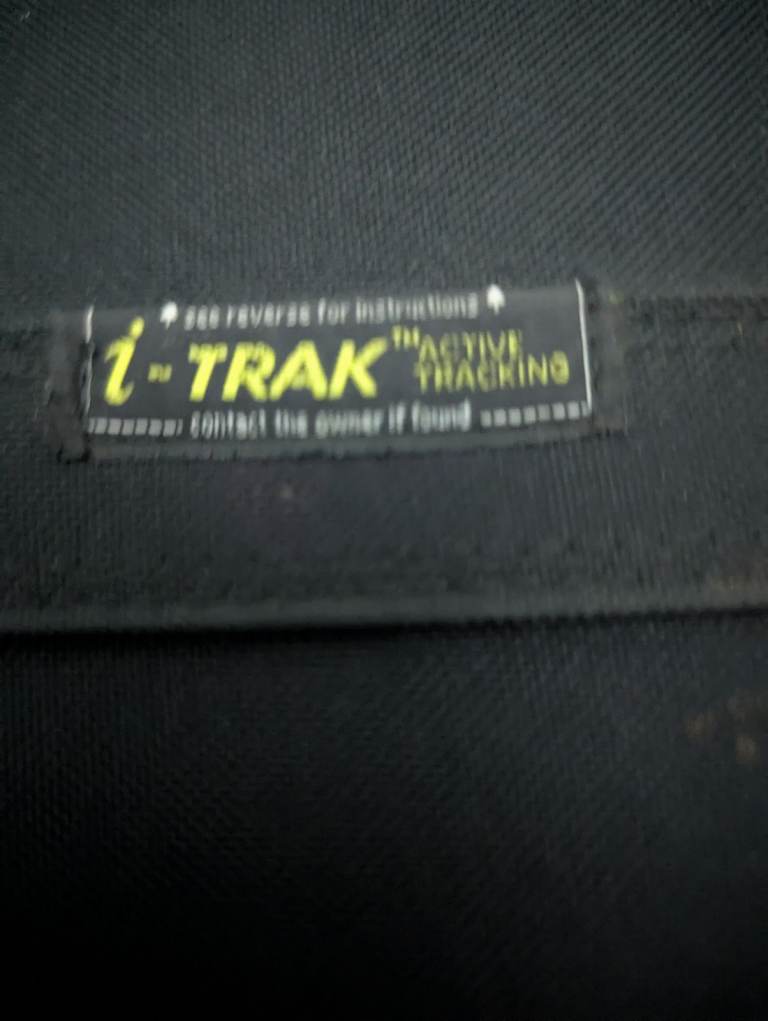 see reverse for instructions
i-TRAK™ ACTIVE
TRACKING
contact the owner if found